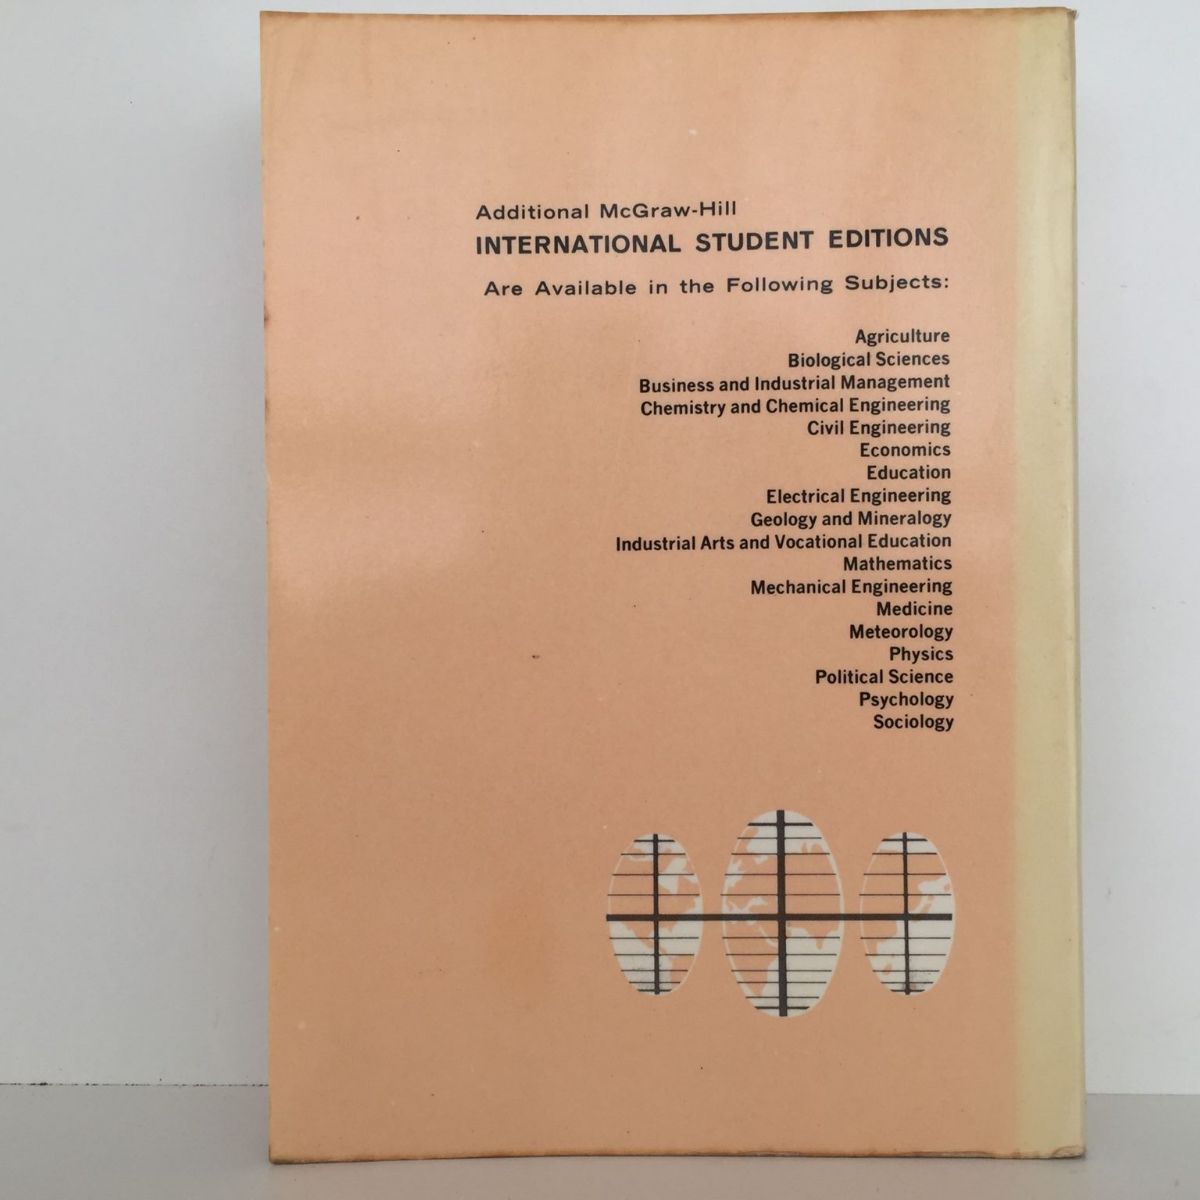 Additional McGraw-Hill
INTERNATIONAL STUDENT EDITIONS
Are Available in the Following Subjects:
Agriculture
Biological Sciences
Business and Industrial Management
Chemistry and Chemical Engineering
Civil Engineering
Economics
Education
Electrical Engineering
Geology and Mineralogy
Industrial Arts and Vocational Education
Mathematics
Mechanical Engineering
Medicine
Meteorology
Physics
Political Science
Psychology
Sociology